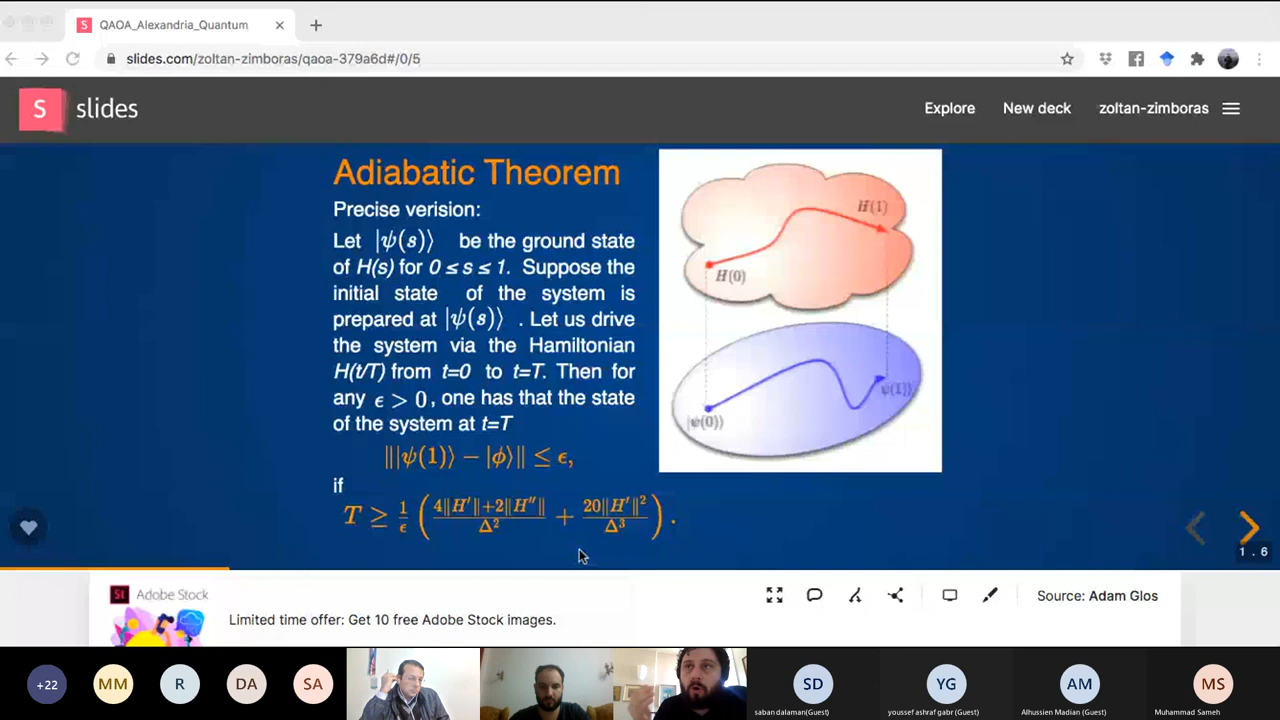 QAOA_Alexandria_Quantum
slides.com/zoltan-zimboras/qaoa-379a6d#/0/5
S slides
Explore New deck zoltan-zimboras
Adiabatic Theorem
Precise verision:
Let |ψ(s)⟩ be the ground state
of H(s) for 0 ≤ s ≤ 1. Suppose the
initial state of the system is
prepared at |ψ(s)⟩ . Let us drive
the system via the Hamiltonian
H(t/T) from t=0 to t=T. Then for
any ϵ > 0, one has that the state
of the system at t=T
‖|ψ(1)⟩ − |ϕ⟩‖ ≤ ϵ,
if
T ≥ 1/ϵ ( (4‖H′‖+2‖H″‖)/Δ² + 20‖H′‖²/Δ³ ) .
H(1)
H(0)
ψ(1)⟩
|ψ(0)⟩
1 . 6
St Adobe Stock
Limited time offer: Get 10 free Adobe Stock images.
Source: Adam Glos
+22 MM R DA SA SD YG AM MS
saban dalaman(Guest) youssef ashraf gabr (Guest) Alhussien Madian (Guest) Muhammad Sameh